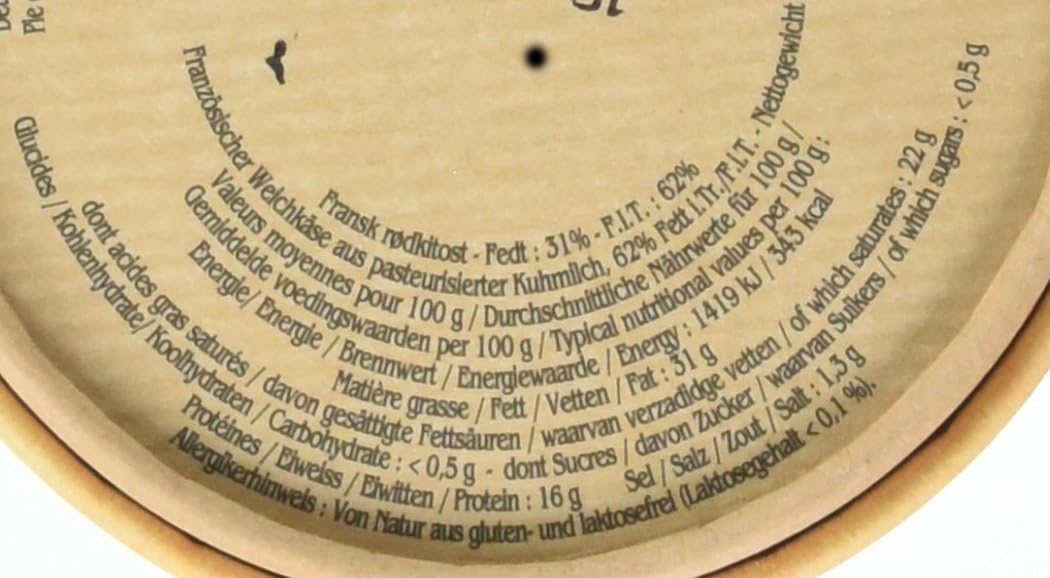 Fransk rødkitost - Fedt : 31% - F.I.T. : 62%
Französischer Welchkäse aus pasteurisierter Kuhmilch, 62% Fett i.Tr./F.I.T. - Nettogewicht
Valeurs moyennes pour 100 g / Durchschnittliche Nährwerte für 100 g /
Gemiddelde voedingswaarden per 100 g / Typical nutritional values per 100 g :
Energie / Energie / Brennwert / Energiewaarde / Energy : 1419 kJ / 343 kcal
Matière grasse / Fett / Vetten / Fat : 31 g
dont acides gras saturés / davon gesättigte Fettsäuren / waarvan verzadidge vetten / of which saturates : 22 g
Glucides / Kohlenhydrate/ Koolhydraten / Carbohydrate : < 0,5 g - dont Sucres / davon Zucker / waarvan Suikers / of which sugars : < 0,5 g
Protéines / Eiweiss / Eiwitten / Protein : 16 g Sel / Salz / Zout / Salt : 1,3 g
Allergikerhinweis : Von Natur aus gluten- und laktosefrei (Laktosegehalt < 0,1 %).